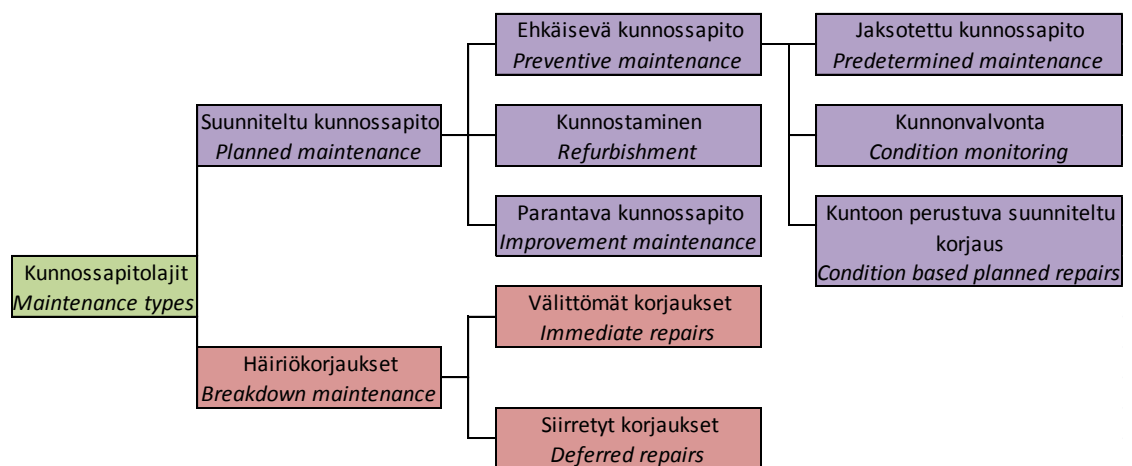 Ehkäisevä kunnossapito
Preventive maintenance
Jaksotettu kunnossapito
Predetermined maintenance
Suunniteltu kunnossapito
Planned maintenance
Kunnostaminen
Refurbishment
Kunnonvalvonta
Condition monitoring
Parantava kunnossapito
Improvement maintenance
Kuntoon perustuva suunniteltu
korjaus
Condition based planned repairs
Kunnossapitolajit
Maintenance types
Välittömät korjaukset
Immediate repairs
Häiriökorjaukset
Breakdown maintenance
Siirretyt korjaukset
Deferred repairs